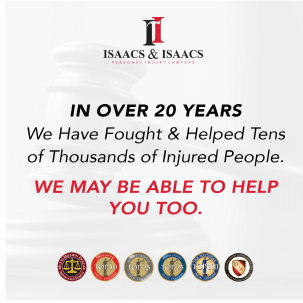 ISAACS & ISAACS
PERSONAL INJURY LAWYERS
IN OVER 20 YEARS
We Have Fought & Helped Tens
of Thousands of Injured People.
WE MAY BE ABLE TO HELP
YOU TOO.